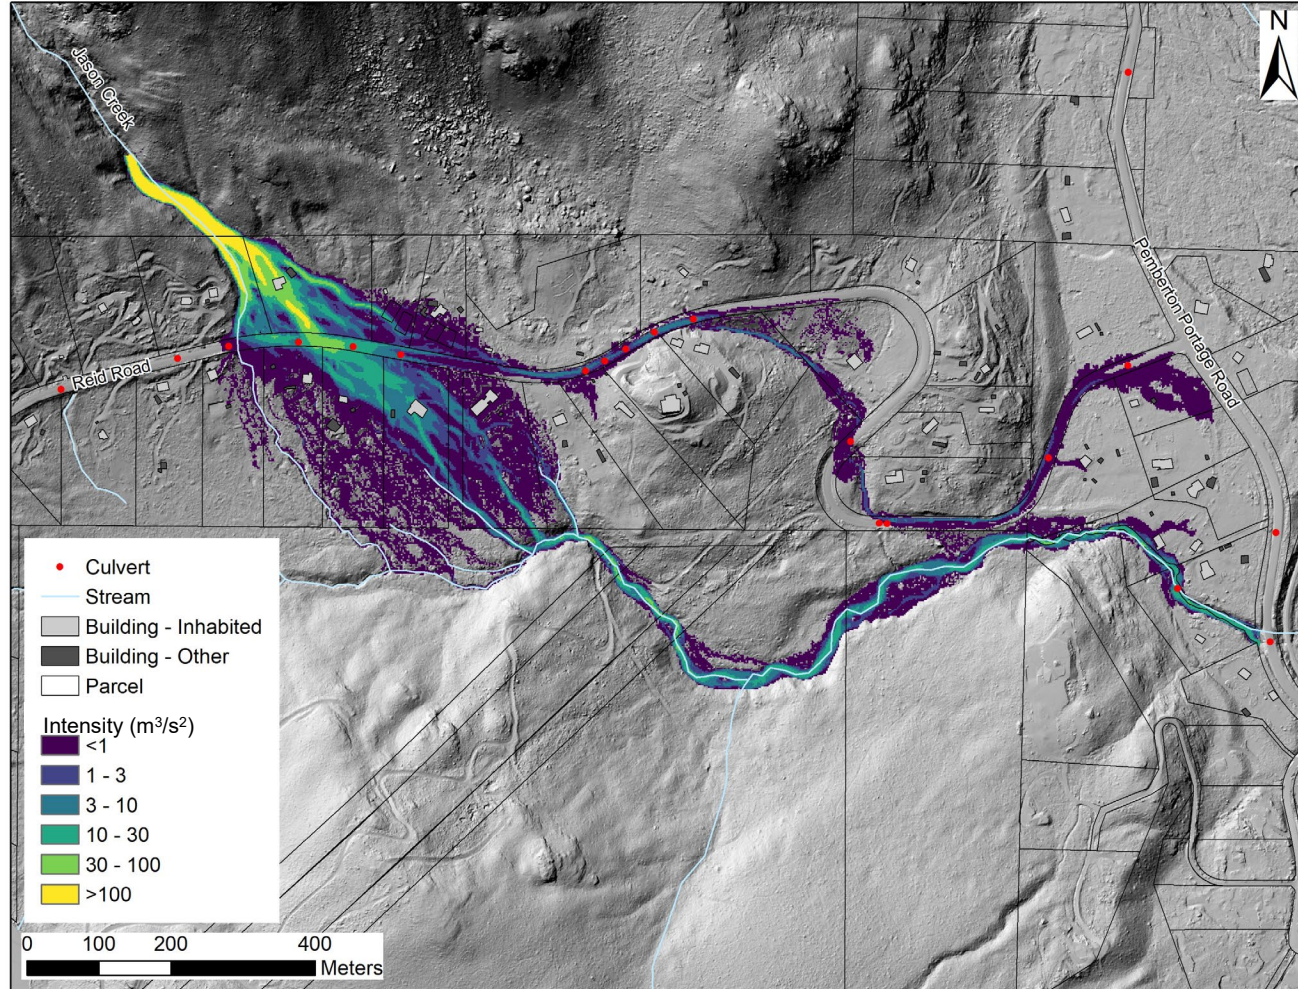 N
Jason Creek
Pemberton Portage Road
Reid Road
Culvert
Stream
Building - Inhabited
Building - Other
Parcel
Intensity (m³/s²)
<1
1 - 3
3 - 10
10 - 30
30 - 100
>100
0 100 200 400
Meters